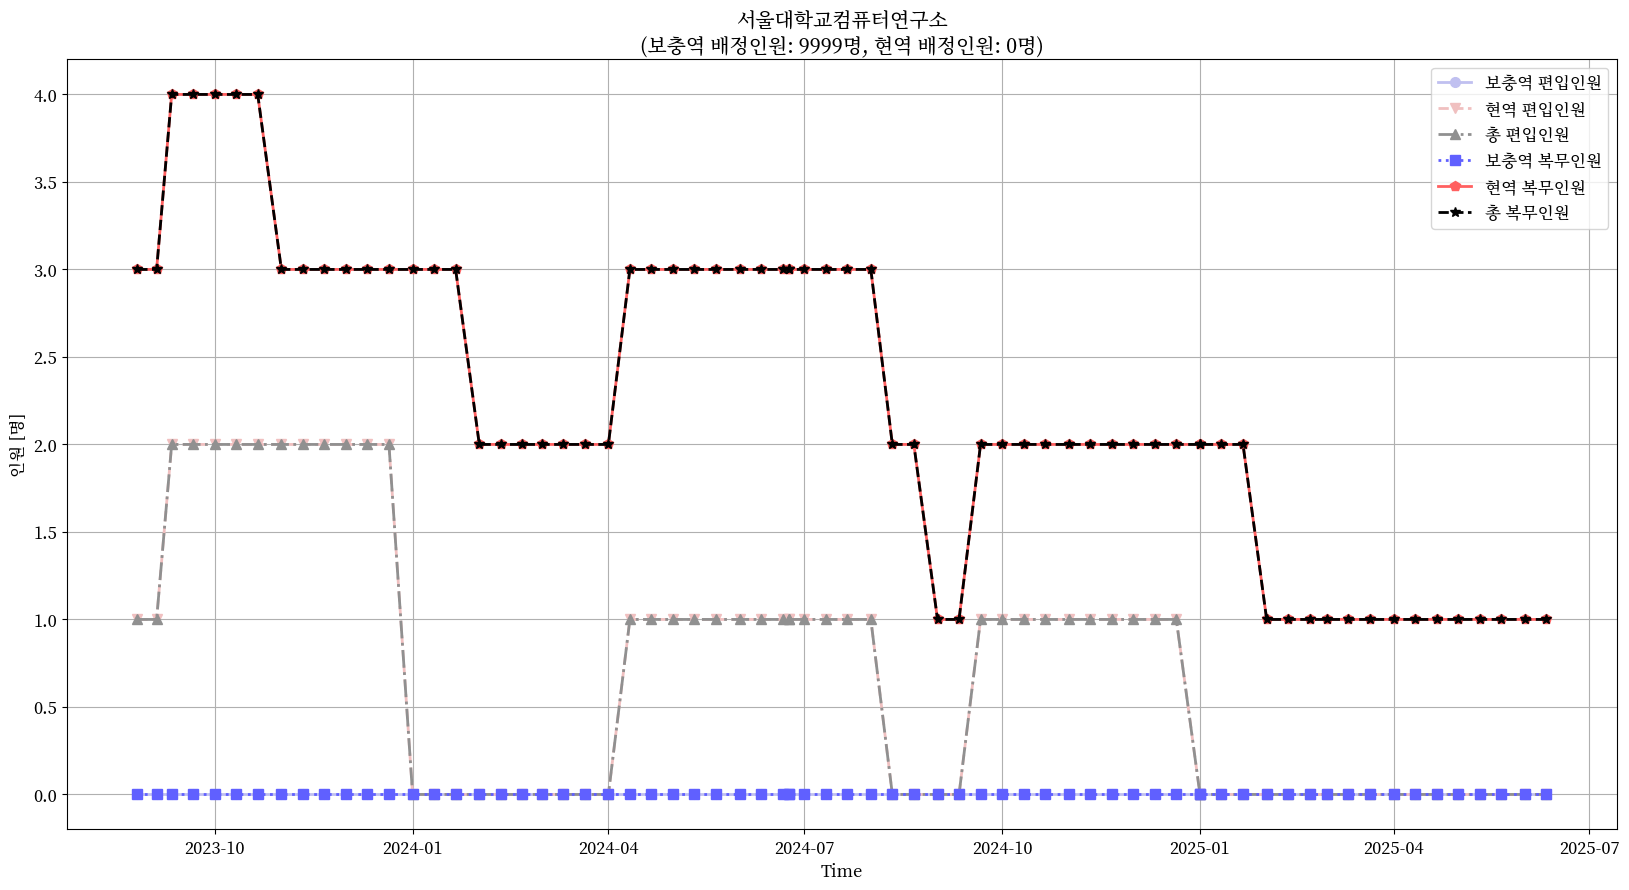 서울대학교컴퓨터연구소
(보충역 배정인원: 9999명, 현역 배정인원: 0명)
보충역 편입인원
현역 편입인원
총 편입인원
보충역 복무인원
현역 복무인원
총 복무인원
인원 [명]
4.0
3.5
3.0
2.5
2.0
1.5
1.0
0.5
0.0
2023-10
2024-01
2024-04
2024-07
2024-10
2025-01
2025-04
2025-07
Time